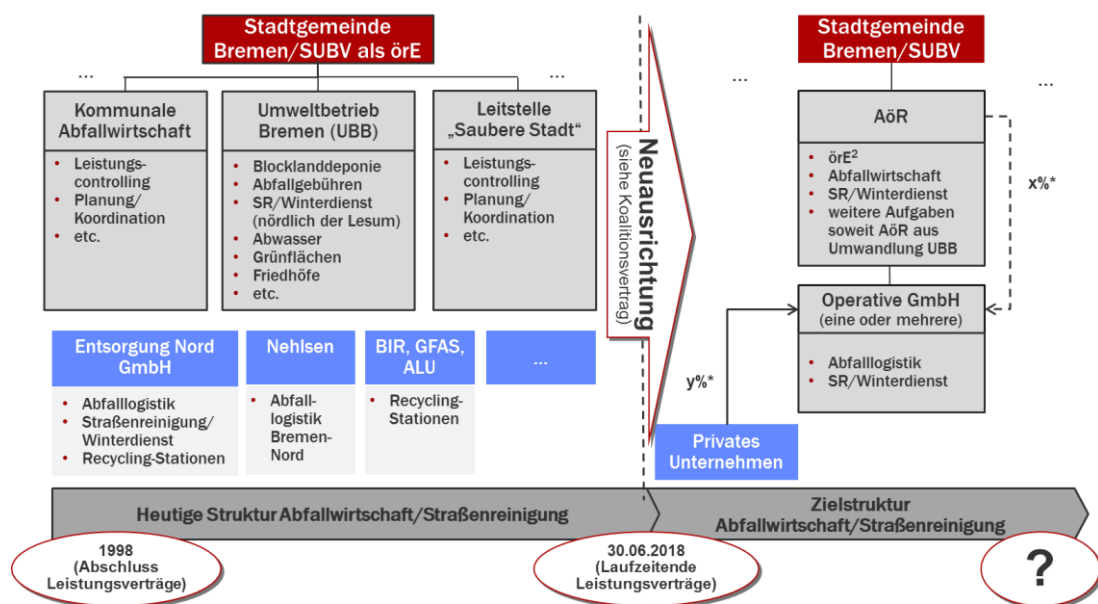 Stadtgemeinde
Bremen/SUBV als örE
...
...
Kommunale
Abfallwirtschaft
• Leistungs-
controlling
• Planung/
Koordination
• etc.
Umweltbetrieb
Bremen (UBB)
• Blocklanddeponie
• Abfallgebühren
• SR/Winterdienst
(nördlich der Lesum)
• Abwasser
• Grünflächen
• Friedhöfe
• etc.
Leitstelle
„Saubere Stadt“
• Leistungs-
controlling
• Planung/
Koordination
• etc.
Entsorgung Nord
GmbH
• Abfalllogistik
• Straßenreinigung/
Winterdienst
• Recycling-Stationen
Nehlsen
• Abfall-
logistik
Bremen-
Nord
BIR, GFAS,
ALU
• Recycling-
Stationen
...
Neuausrichtung
(siehe Koalitionsvertrag)
Stadtgemeinde
Bremen/SUBV
...
...
AöR
• örE²
• Abfallwirtschaft
• SR/Winterdienst
• weitere Aufgaben
soweit AöR aus
Umwandlung UBB
x%*
Operative GmbH
(eine oder mehrere)
• Abfalllogistik
• SR/Winterdienst
y%*
Privates
Unternehmen
Heutige Struktur Abfallwirtschaft/Straßenreinigung
Zielstruktur
Abfallwirtschaft/Straßenreinigung
1998
(Abschluss
Leistungsverträge)
30.06.2018
(Laufzeitende
Leistungsverträge)
?